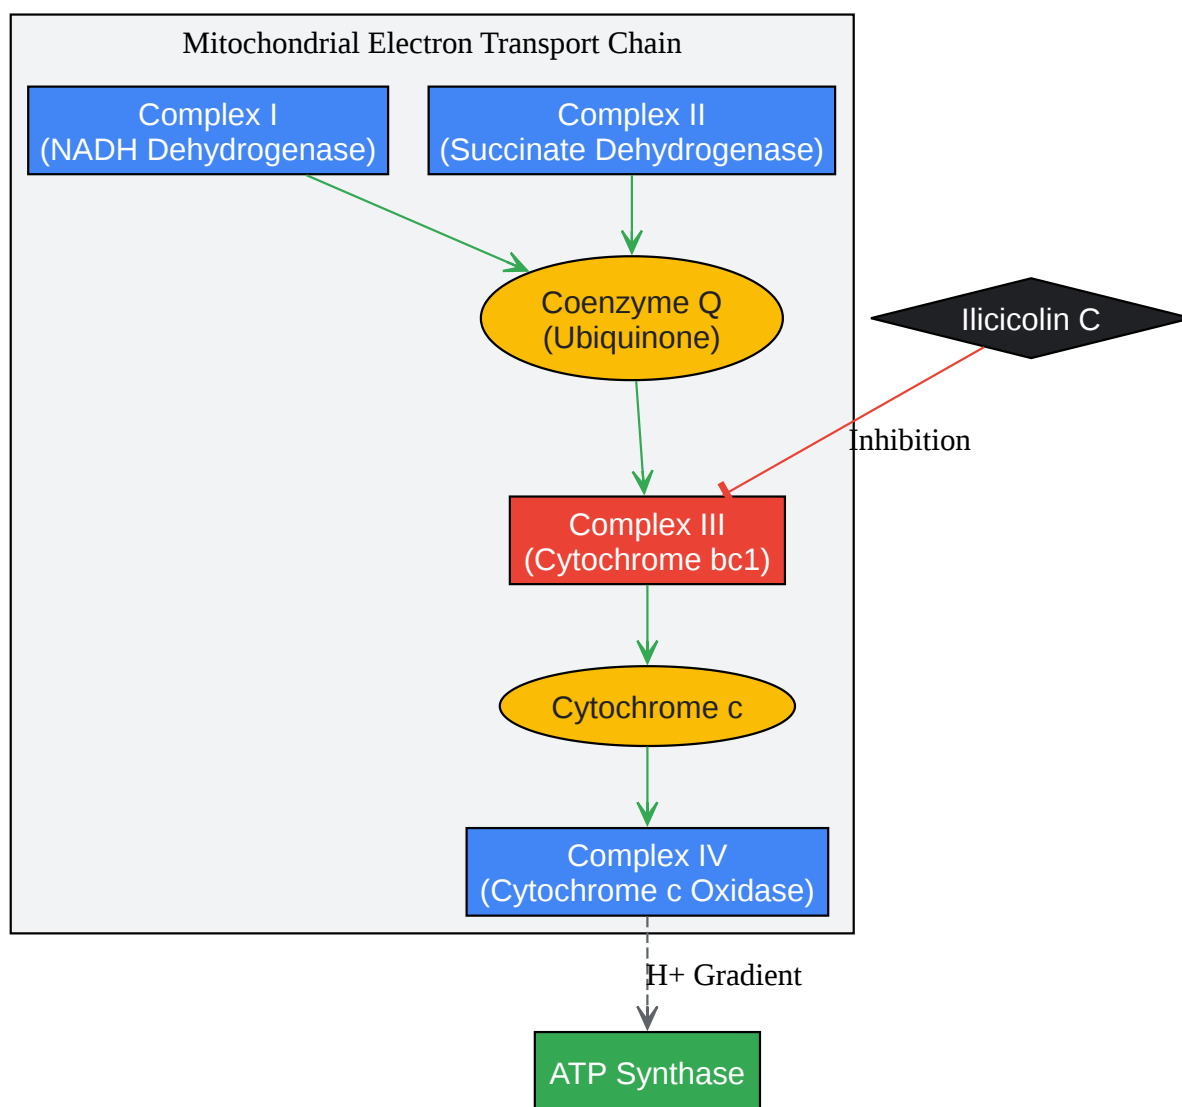 Mitochondrial Electron Transport Chain
Complex I
(NADH Dehydrogenase)
Complex II
(Succinate Dehydrogenase)
Coenzyme Q
(Ubiquinone)
Ilicicolin C
Inhibition
Complex III
(Cytochrome bc1)
Cytochrome c
Complex IV
(Cytochrome c Oxidase)
H+ Gradient
ATP Synthase